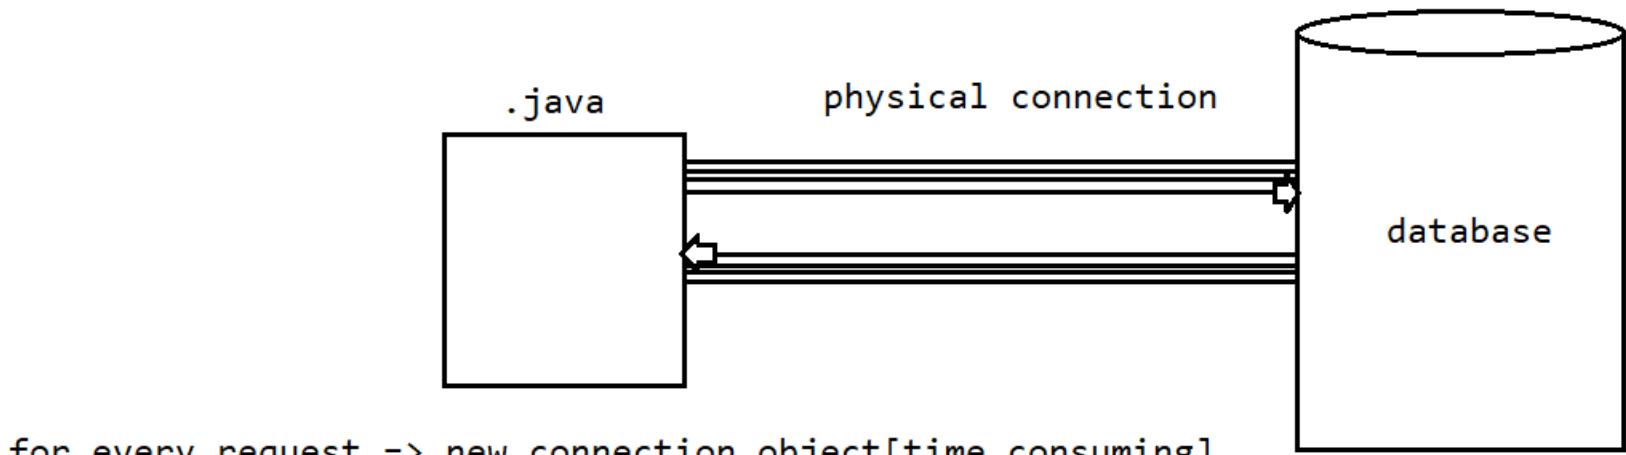 .java
physical connection
database
for every request => new connection object[time consuming]